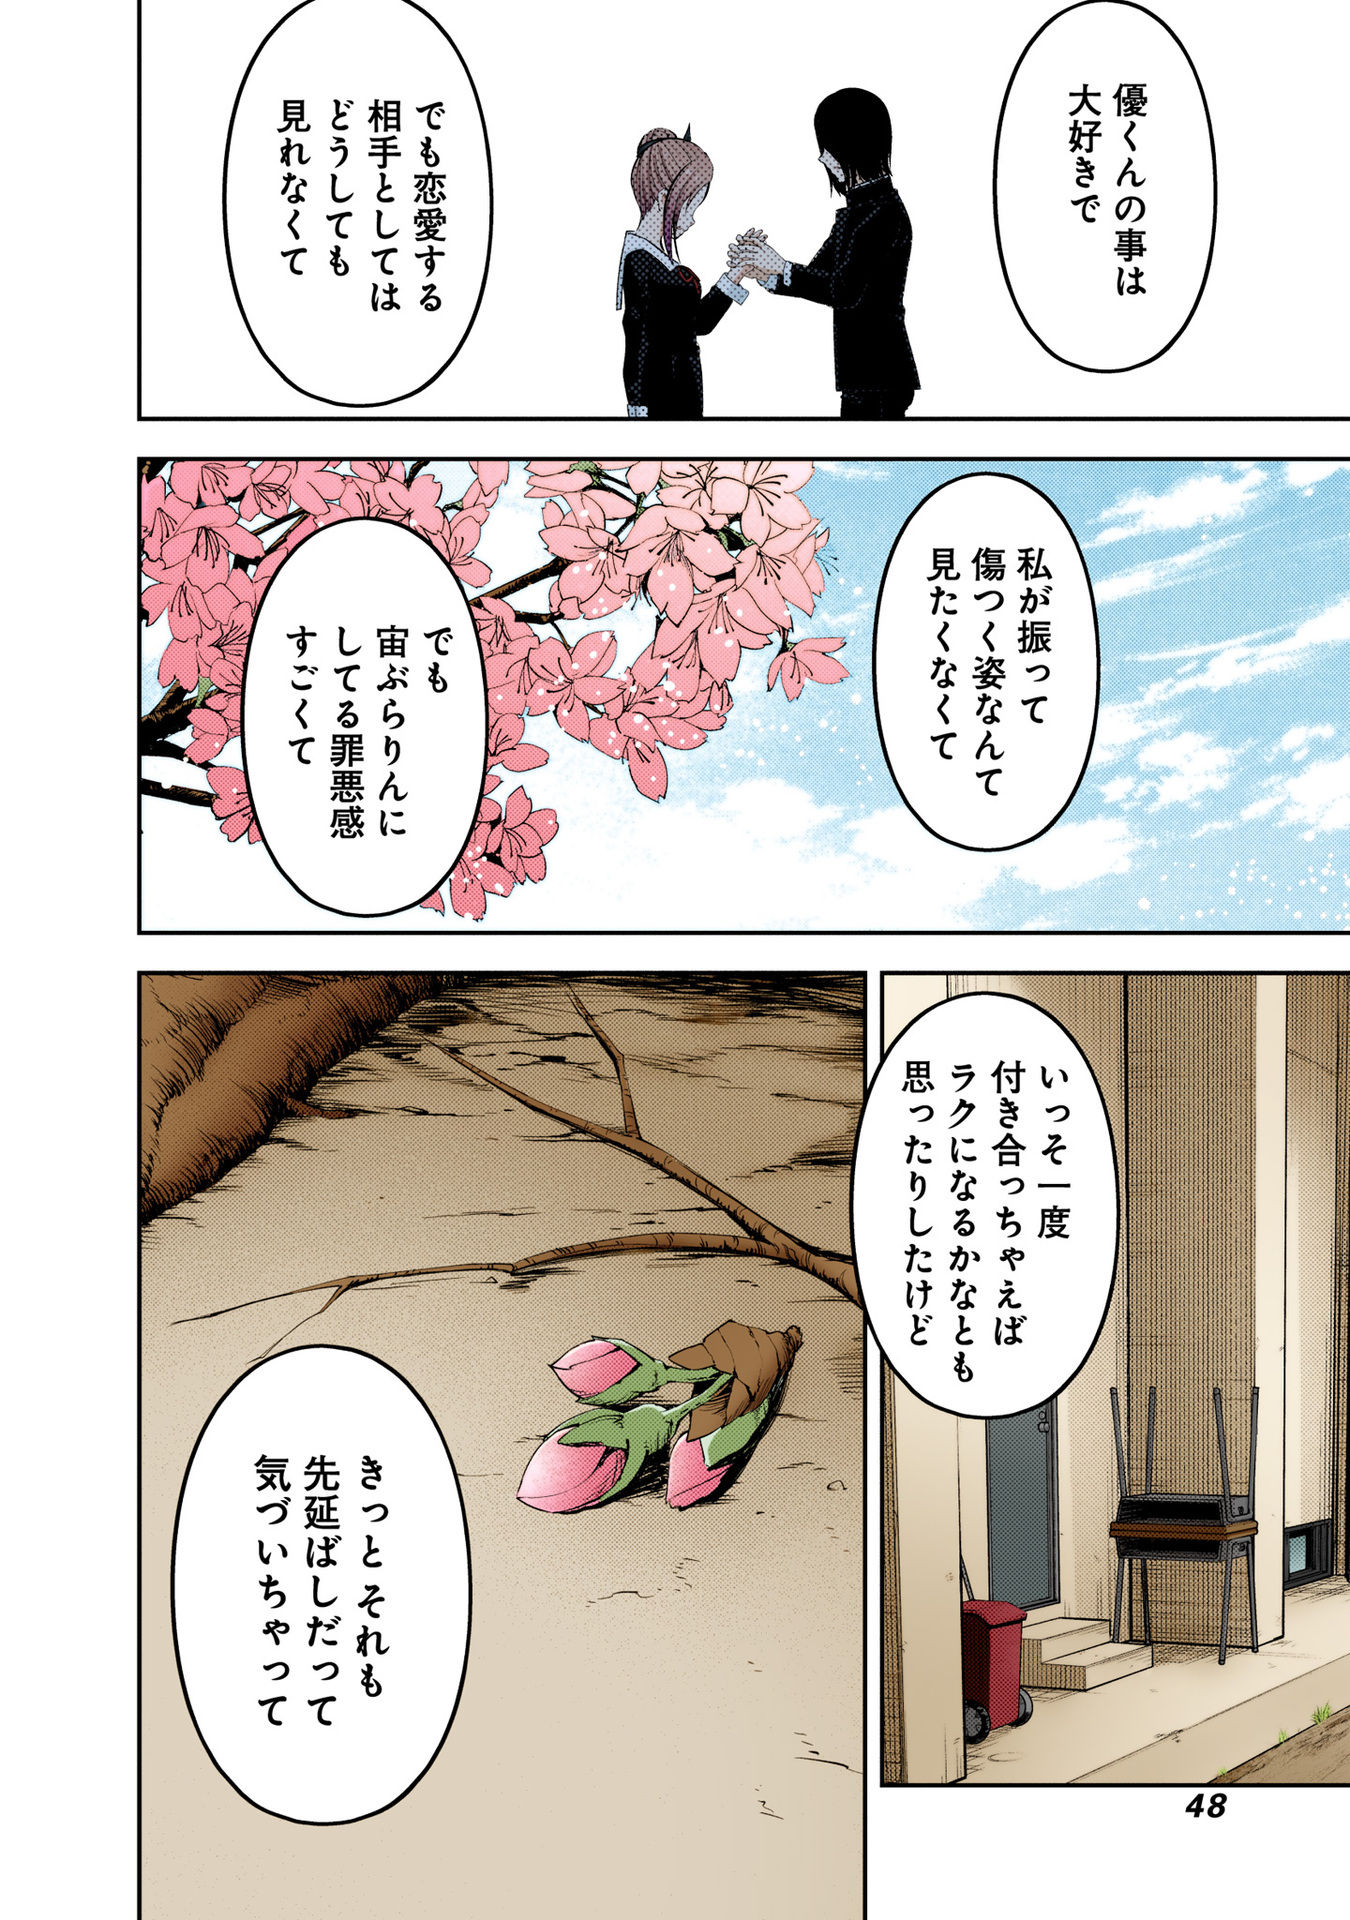 優くんの事は
大好きで
でも恋愛する
相手としては
どうしても
見れなくて
私が振って
傷つく姿なんて
見たくなくて
でも
宙ぶらりんに
してる罪悪感
すごくて
いっそ一度
付き合っちゃえば
ラクになるかなとも
思ったりしたけど
きっとそれも
先延ばしだって
気づいちゃって
48